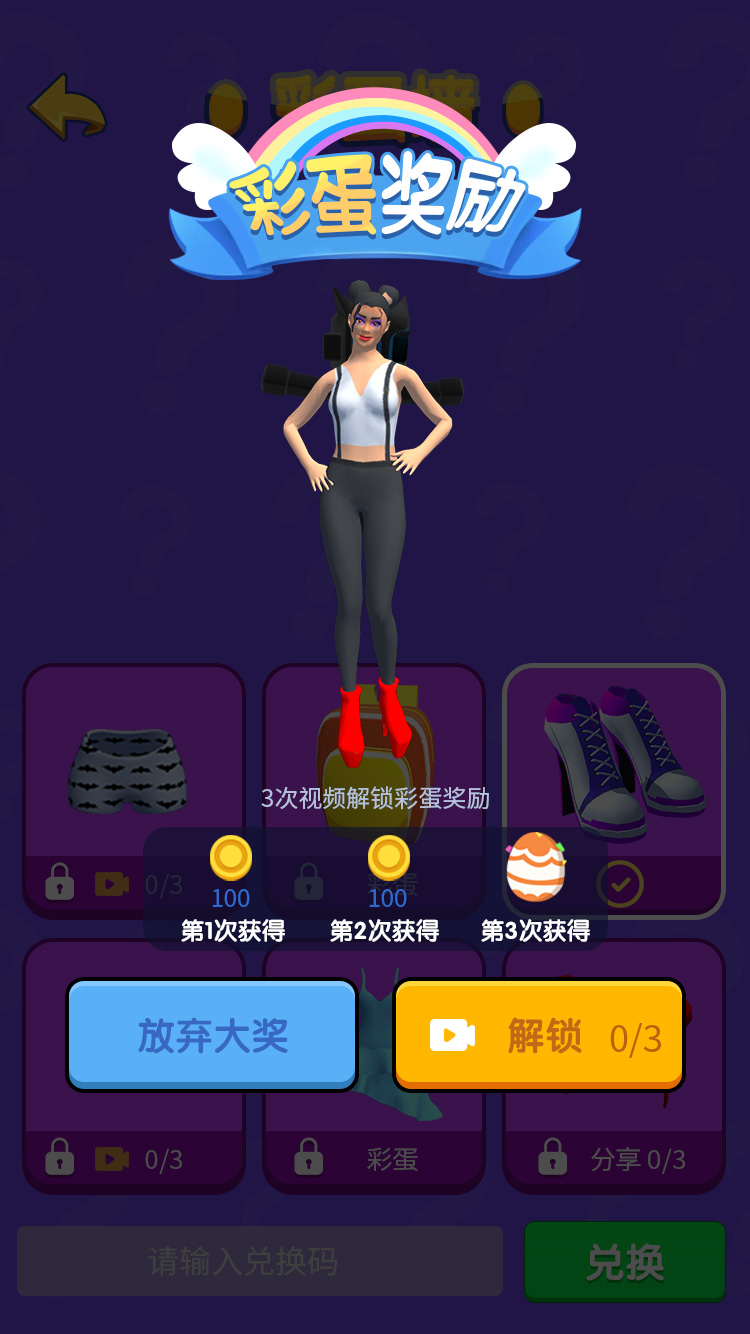 彩蛋墙
彩蛋奖励
3次视频解锁彩蛋奖励
0/3
彩蛋
100
100
第1次获得
第2次获得
第3次获得
放弃大奖
解锁 0/3
0/3
彩蛋
分享 0/3
请输入兑换码
兑换